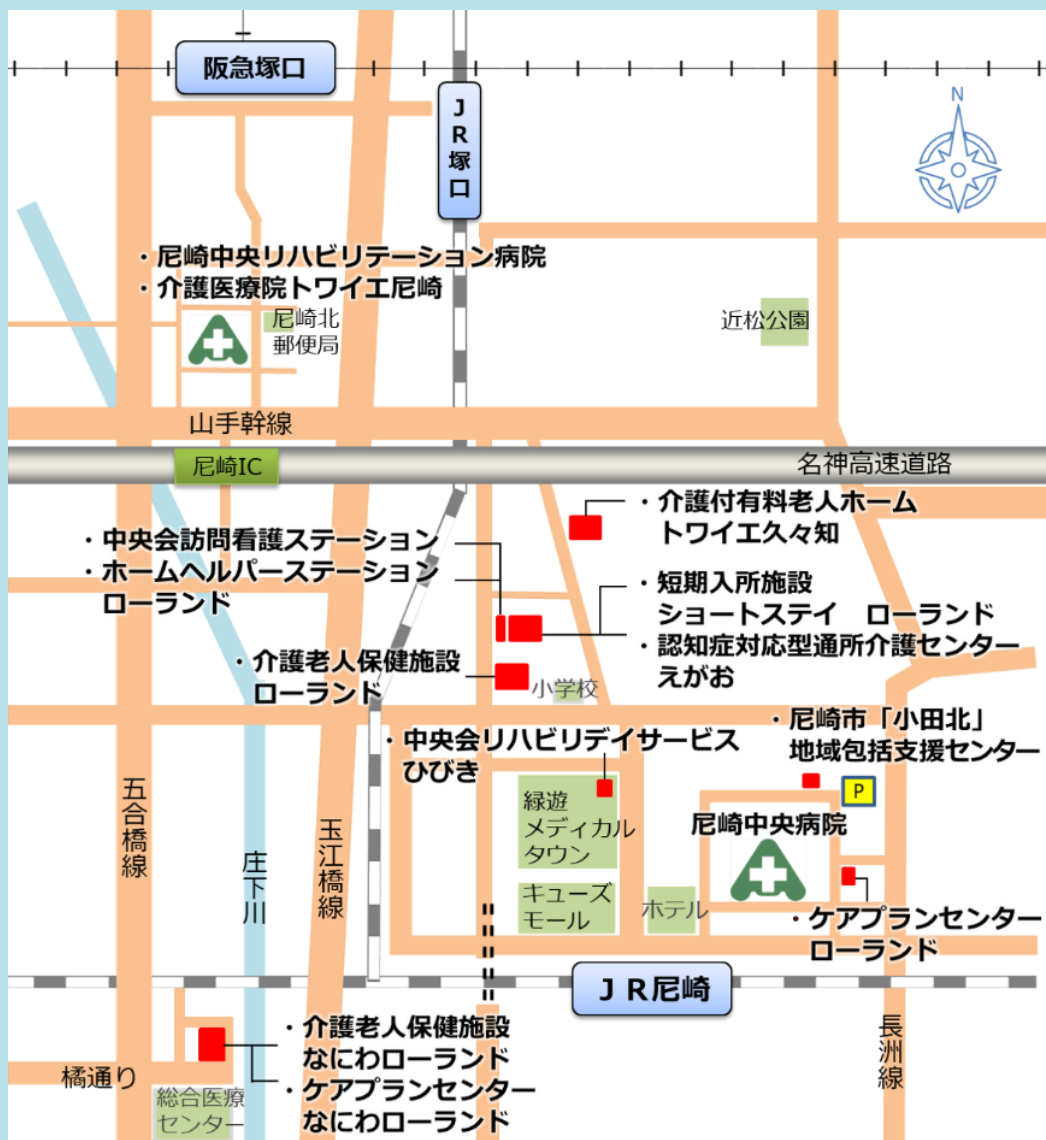 阪急塚口
JR塚口
N
・尼崎中央リハビリテーション病院
・介護医療院トワイエ尼崎
尼崎北
郵便局
近松公園
山手幹線
尼崎IC
名神高速道路
・介護付有料老人ホーム
トワイエ久々知
・中央会訪問看護ステーション
・ホームヘルパーステーション
ローランド
・短期入所施設
ショートステイ　ローランド
・認知症対応型通所介護センター
えがお
・介護老人保健施設
ローランド
小学校
・尼崎市「小田北」
地域包括支援センター
・中央会リハビリデイサービス
ひびき
P
緑遊
メディカル
タウン
尼崎中央病院
五合橋線
庄下川
玉江橋線
キューズ
モール
ホテル
・ケアプランセンター
ローランド
ＪＲ尼崎
・介護老人保健施設
なにわローランド
・ケアプランセンター
なにわローランド
長洲線
橘通り
総合医療
センター